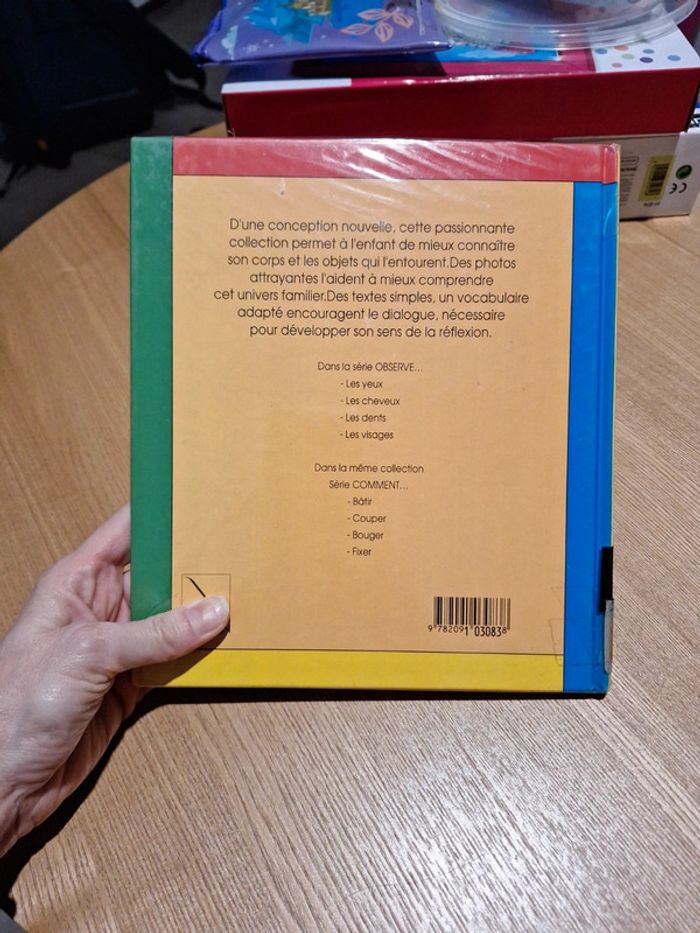 D'une conception nouvelle, cette passionnante
collection permet à l'enfant de mieux connaître
son corps et les objets qui l'entourent.Des photos
attrayantes l'aident à mieux comprendre
cet univers familier.Des textes simples, un vocabulaire
adapté encouragent le dialogue, nécessaire
pour développer son sens de la réflexion.
Dans la série OBSERVE...
- Les yeux
- Les cheveux
- Les dents
- Les visages
Dans la même collection
Série COMMENT...
- Bâtir
- Couper
- Bouger
- Fixer
9 782091 030838
CE